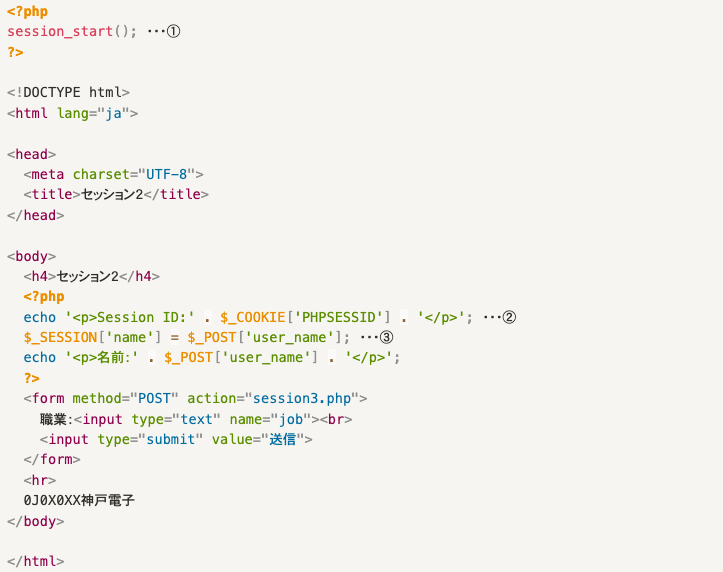 <?php
session_start(); ･･･①
?>
<!DOCTYPE html>
<html lang="ja">
<head>
<meta charset="UTF-8">
<title>セッション2</title>
</head>
<body>
<h4>セッション2</h4>
<?php
echo '<p>Session ID:' . $_COOKIE['PHPSESSID'] . '</p>'; ･･･②
$_SESSION['name'] = $_POST['user_name']; ･･･③
echo '<p>名前:' . $_POST['user_name'] . '</p>';
?>
<form method="POST" action="session3.php">
職業:<input type="text" name="job"><br>
<input type="submit" value="送信">
</form>
<hr>
0J0X0XX神戸電子
</body>
</html>